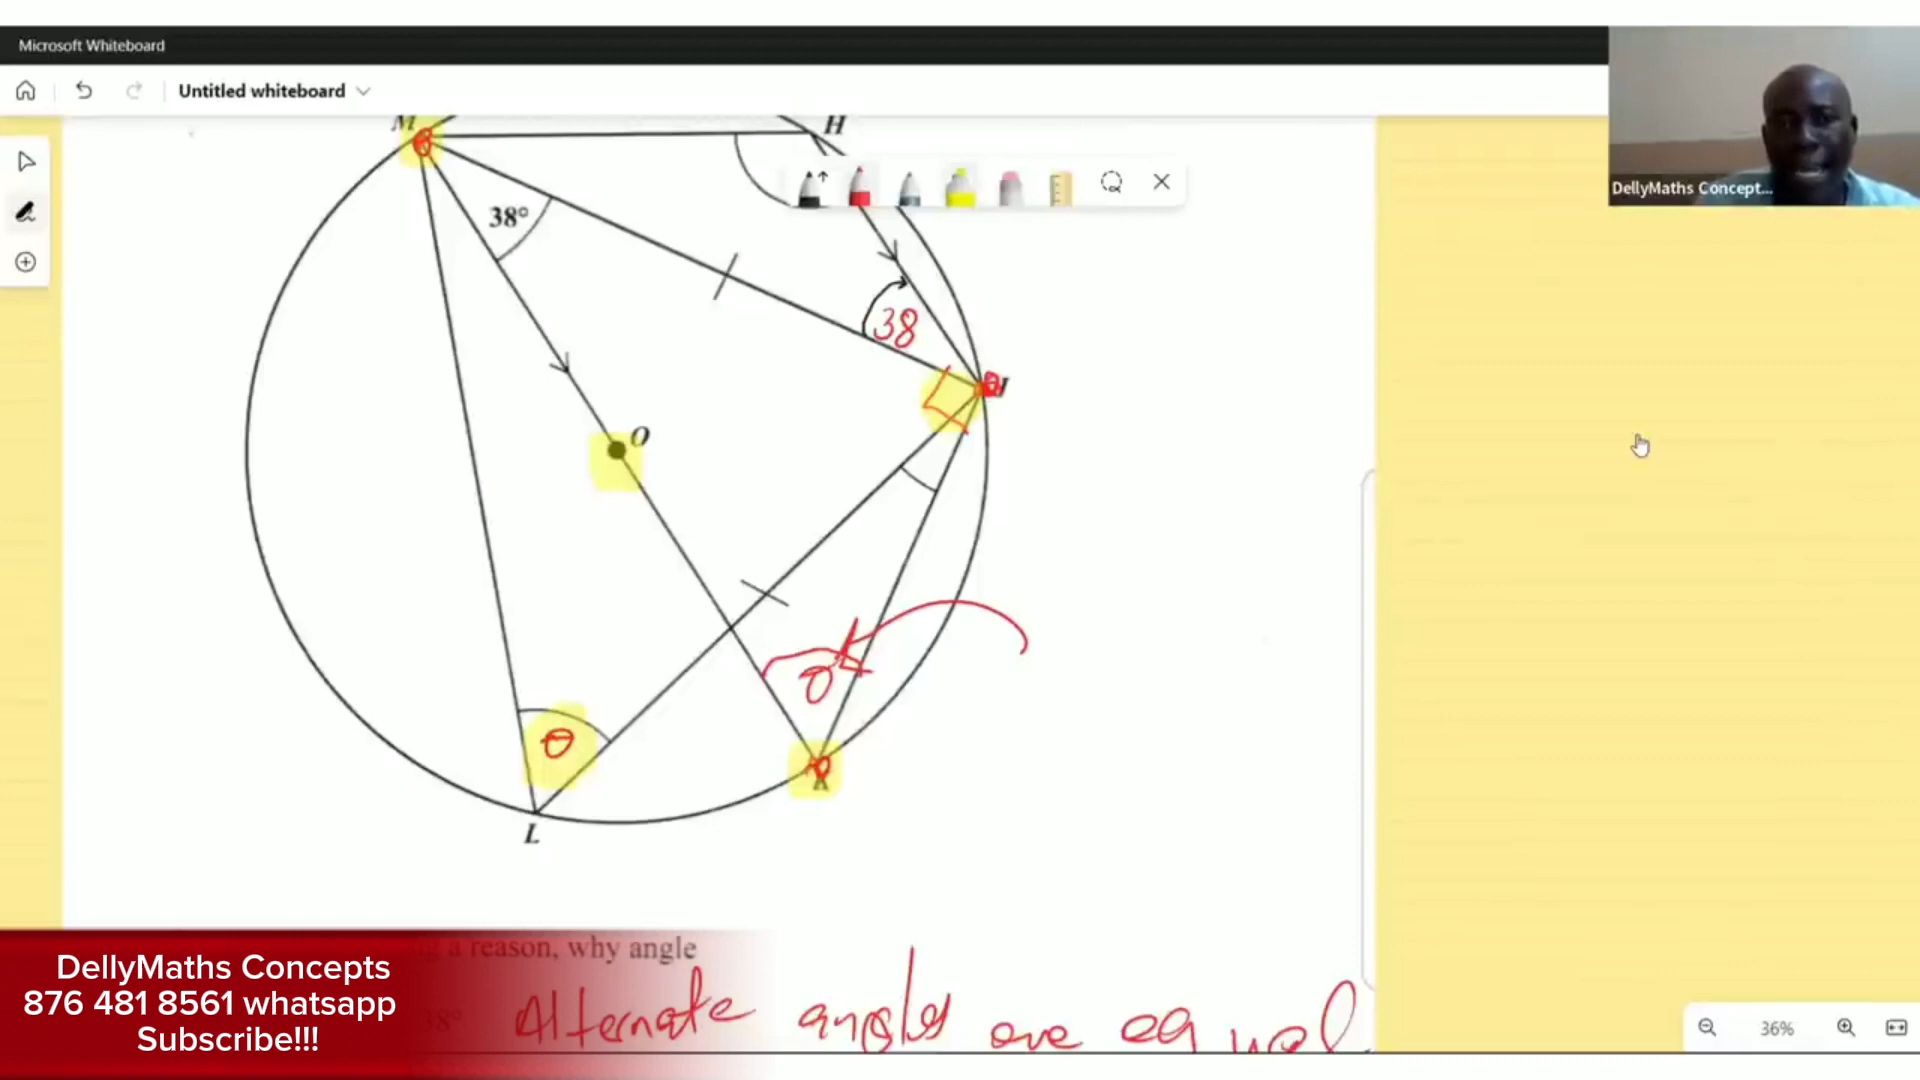 Microsoft Whiteboard
Untitled whiteboard
DellyMaths Concept...
M
H
38°
38
J
O
θ
θ
K
L
a reason, why angle
38°
Alternate angles are equal
DellyMaths Concepts
876 481 8561 whatsapp
Subscribe!!!
36%